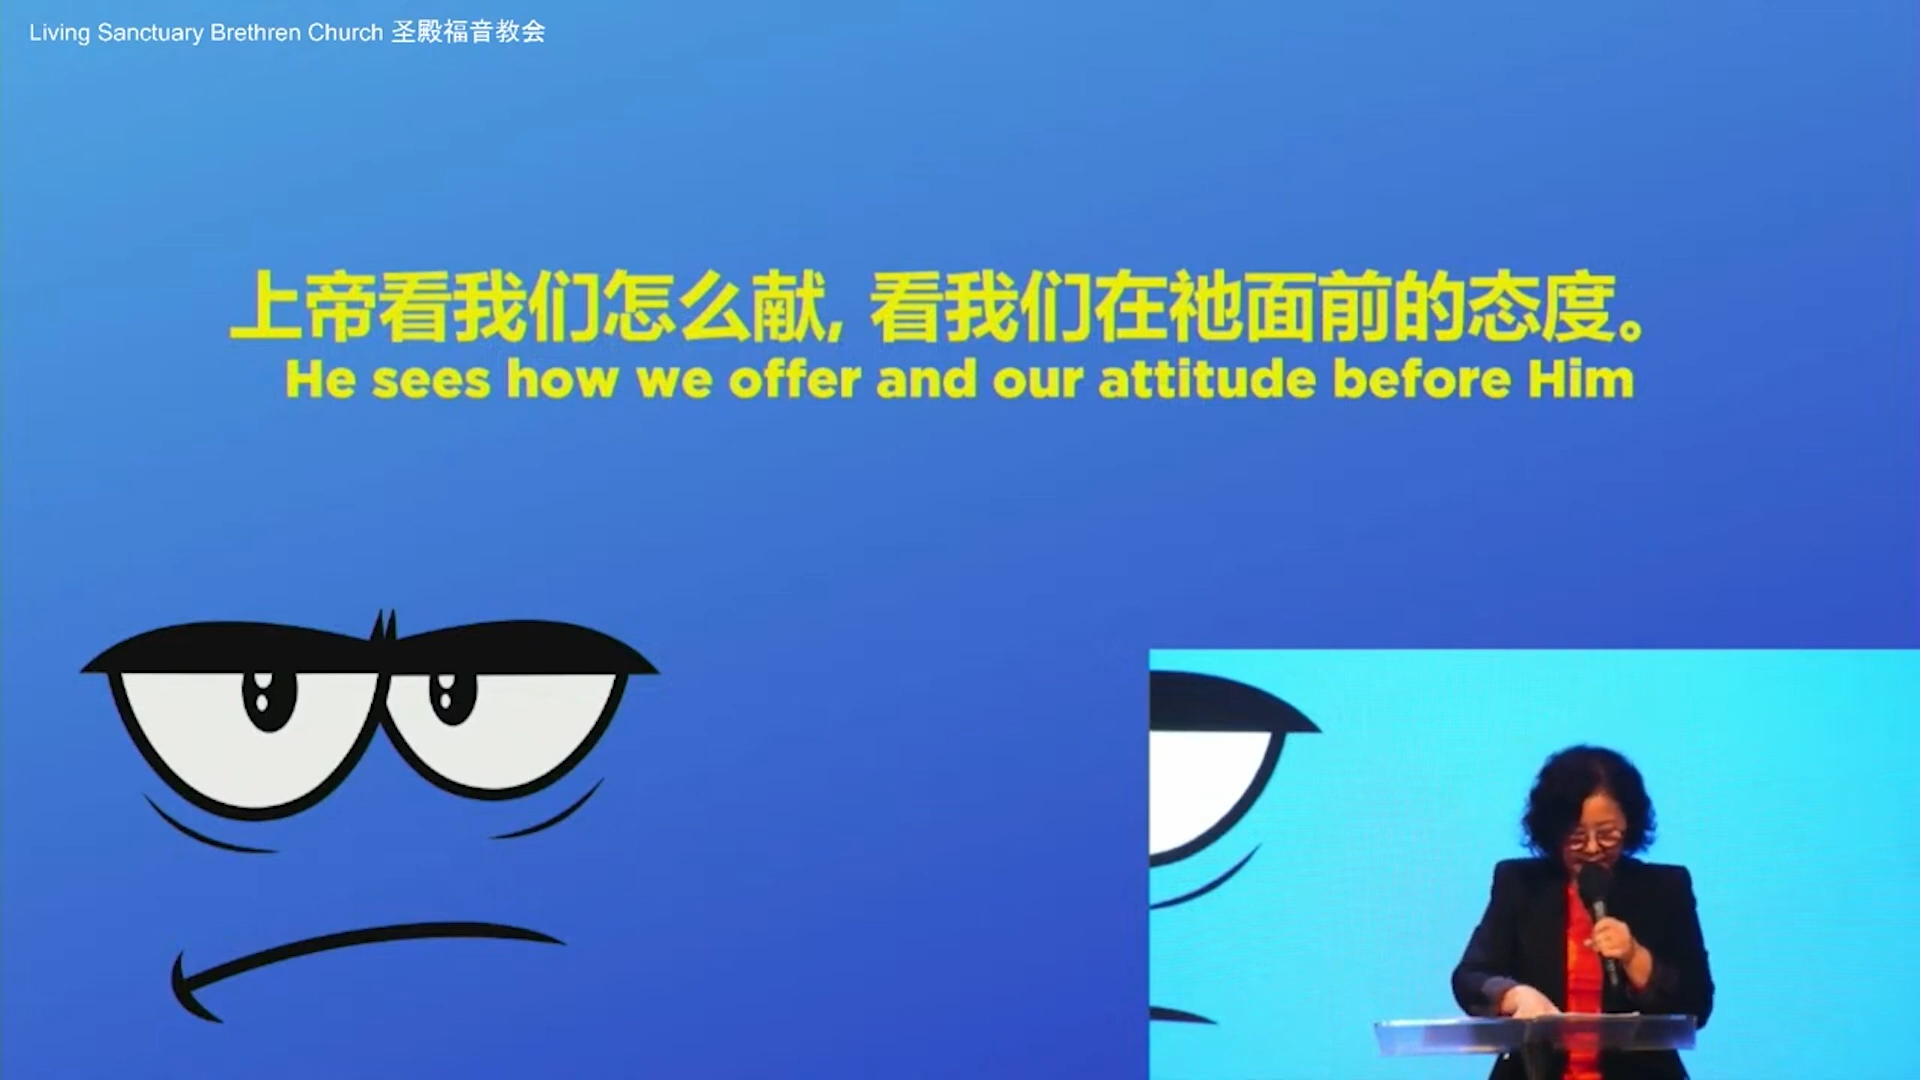 Living Sanctuary Brethren Church 圣殿福音教会
上帝看我们怎么献, 看我们在祂面前的态度。
He sees how we offer and our attitude before Him